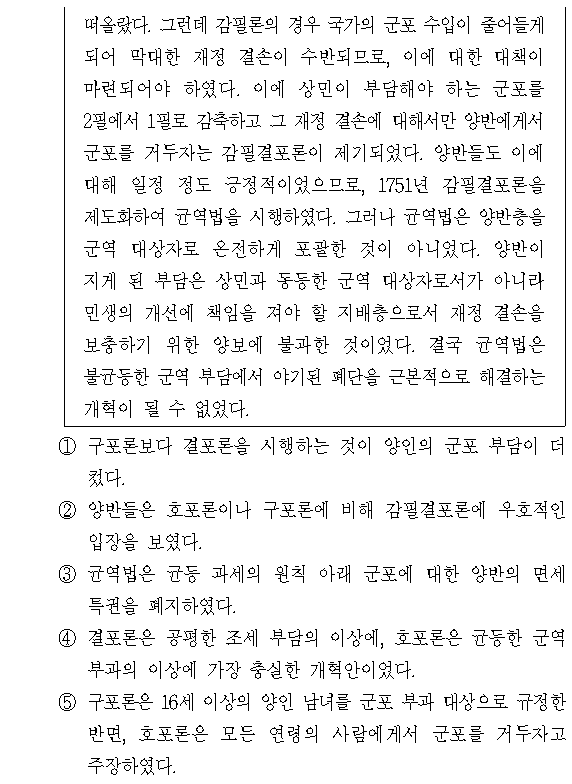 떠올랐다. 그런데 감필론의 경우 국가의 군포 수입이 줄어들게
되어 막대한 재정 결손이 수반되므로, 이에 대한 대책이
마련되어야 하였다. 이에 상민이 부담해야 하는 군포를
2필에서 1필로 감축하고 그 재정 결손에 대해서만 양반에게서
군포를 거두자는 감필결포론이 제기되었다. 양반들도 이에
대해 일정 정도 긍정적이었으므로, 1751년 감필결포론을
제도화하여 균역법을 시행하였다. 그러나 균역법은 양반층을
군역 대상자로 온전하게 포괄한 것이 아니었다. 양반이
지게 된 부담은 상민과 동등한 군역 대상자로서가 아니라
민생의 개선에 책임을 져야 할 지배층으로서 재정 결손을
보충하기 위한 양보에 불과한 것이었다. 결국 균역법은
불균등한 군역 부담에서 야기된 폐단을 근본적으로 해결하는
개혁이 될 수 없었다.
① 구포론보다 결포론을 시행하는 것이 양인의 군포 부담이 더
컸다.
② 양반들은 호포론이나 구포론에 비해 감필결포론에 우호적인
입장을 보였다.
③ 균역법은 균등 과세의 원칙 아래 군포에 대한 양반의 면세
특권을 폐지하였다.
④ 결포론은 공평한 조세 부담의 이상에, 호포론은 균등한 군역
부과의 이상에 가장 충실한 개혁안이었다.
⑤ 구포론은 16세 이상의 양인 남녀를 군포 부과 대상으로 규정한
반면, 호포론은 모든 연령의 사람에게서 군포를 거두자고
주장하였다.